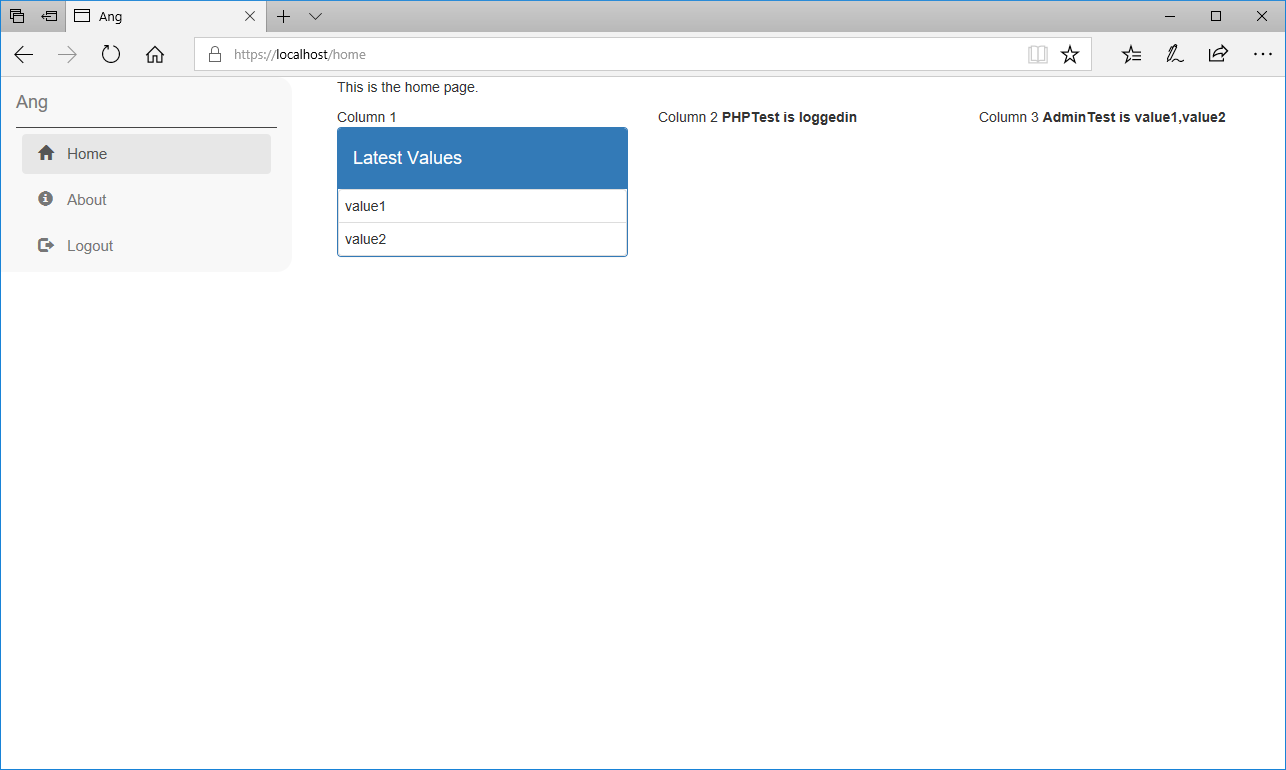 Ang
https://localhost/home
Ang
Home
About
Logout
This is the home page.
Column 1
Latest Values
value1
value2
Column 2 PHPTest is loggedin
Column 3 AdminTest is value1,value2